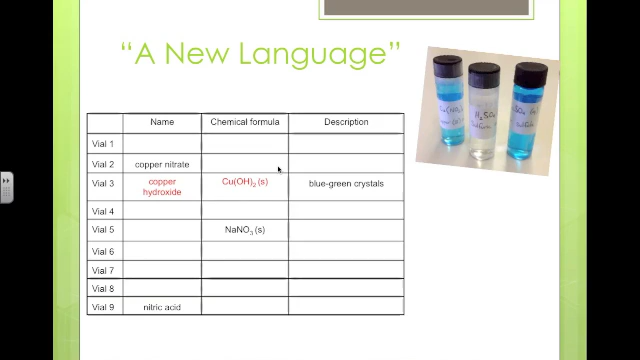 “A New Language”
Name Chemical formula Description
Vial 1
Vial 2 copper nitrate
Vial 3 copper hydroxide Cu(OH)₂ (s) blue-green crystals
Vial 4
Vial 5 NaNO₃ (s)
Vial 6
Vial 7
Vial 8
Vial 9 nitric acid
H₂SO₄